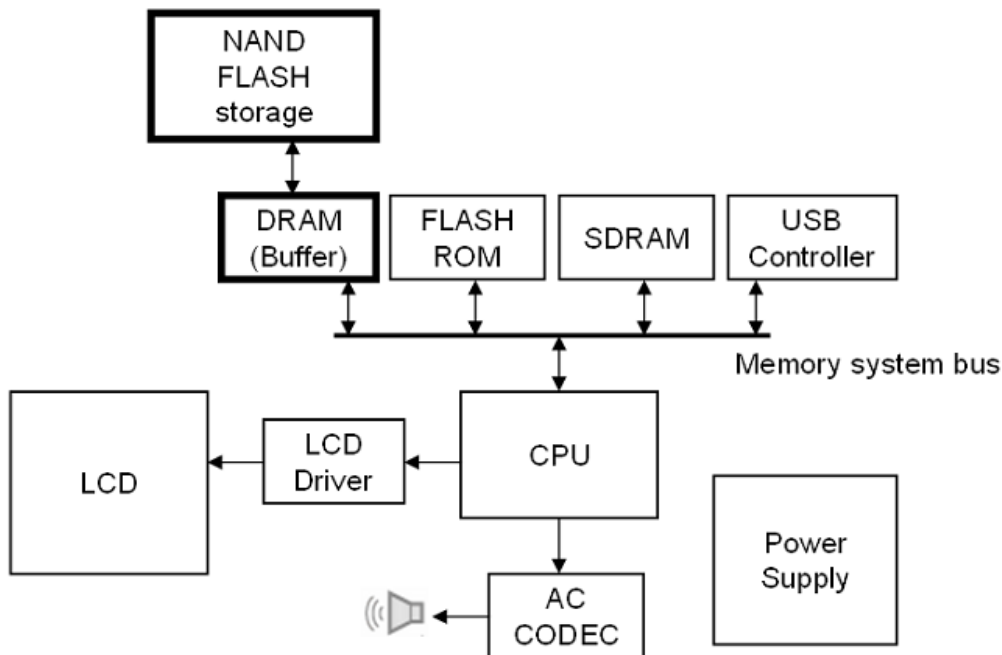 NAND
FLASH
storage
DRAM
(Buffer)
FLASH
ROM
SDRAM
USB
Controller
Memory system bus
LCD
LCD
Driver
CPU
Power
Supply
AC
CODEC